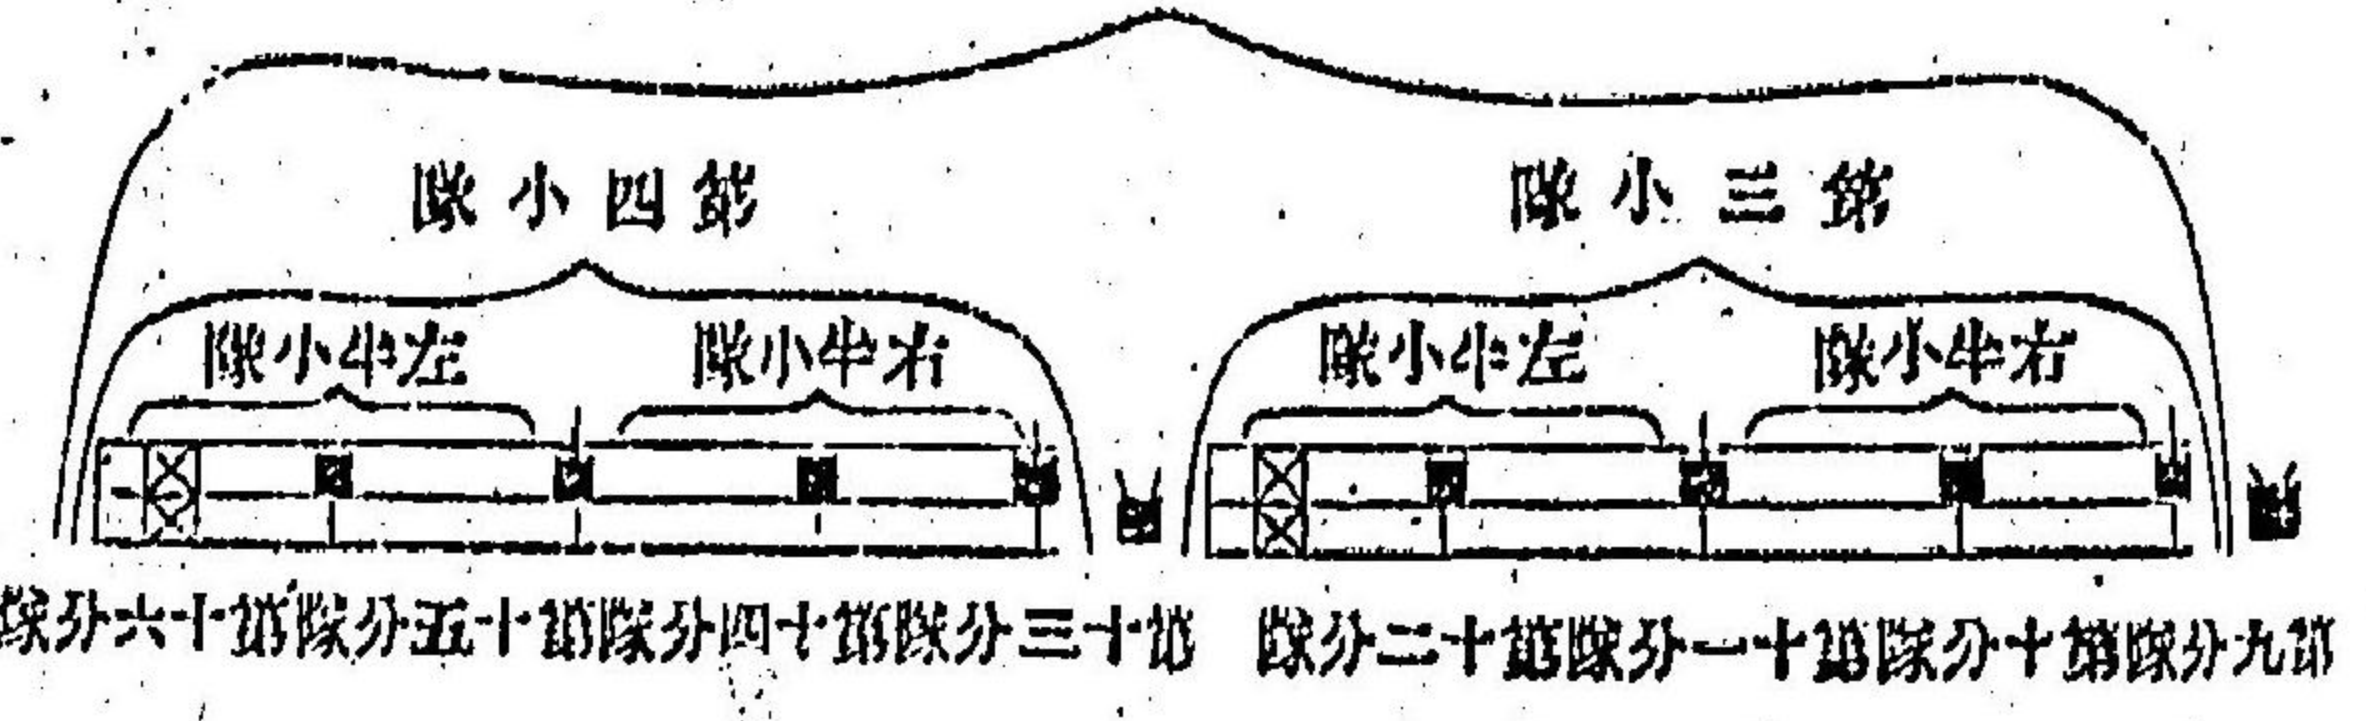 第三小隊 第四小隊
右半小隊 左半小隊 右半小隊 左半小隊
第九分隊 第十分隊 第十一分隊 第十二分隊 第十三分隊 第十四分隊 第十五分隊 第十六分隊